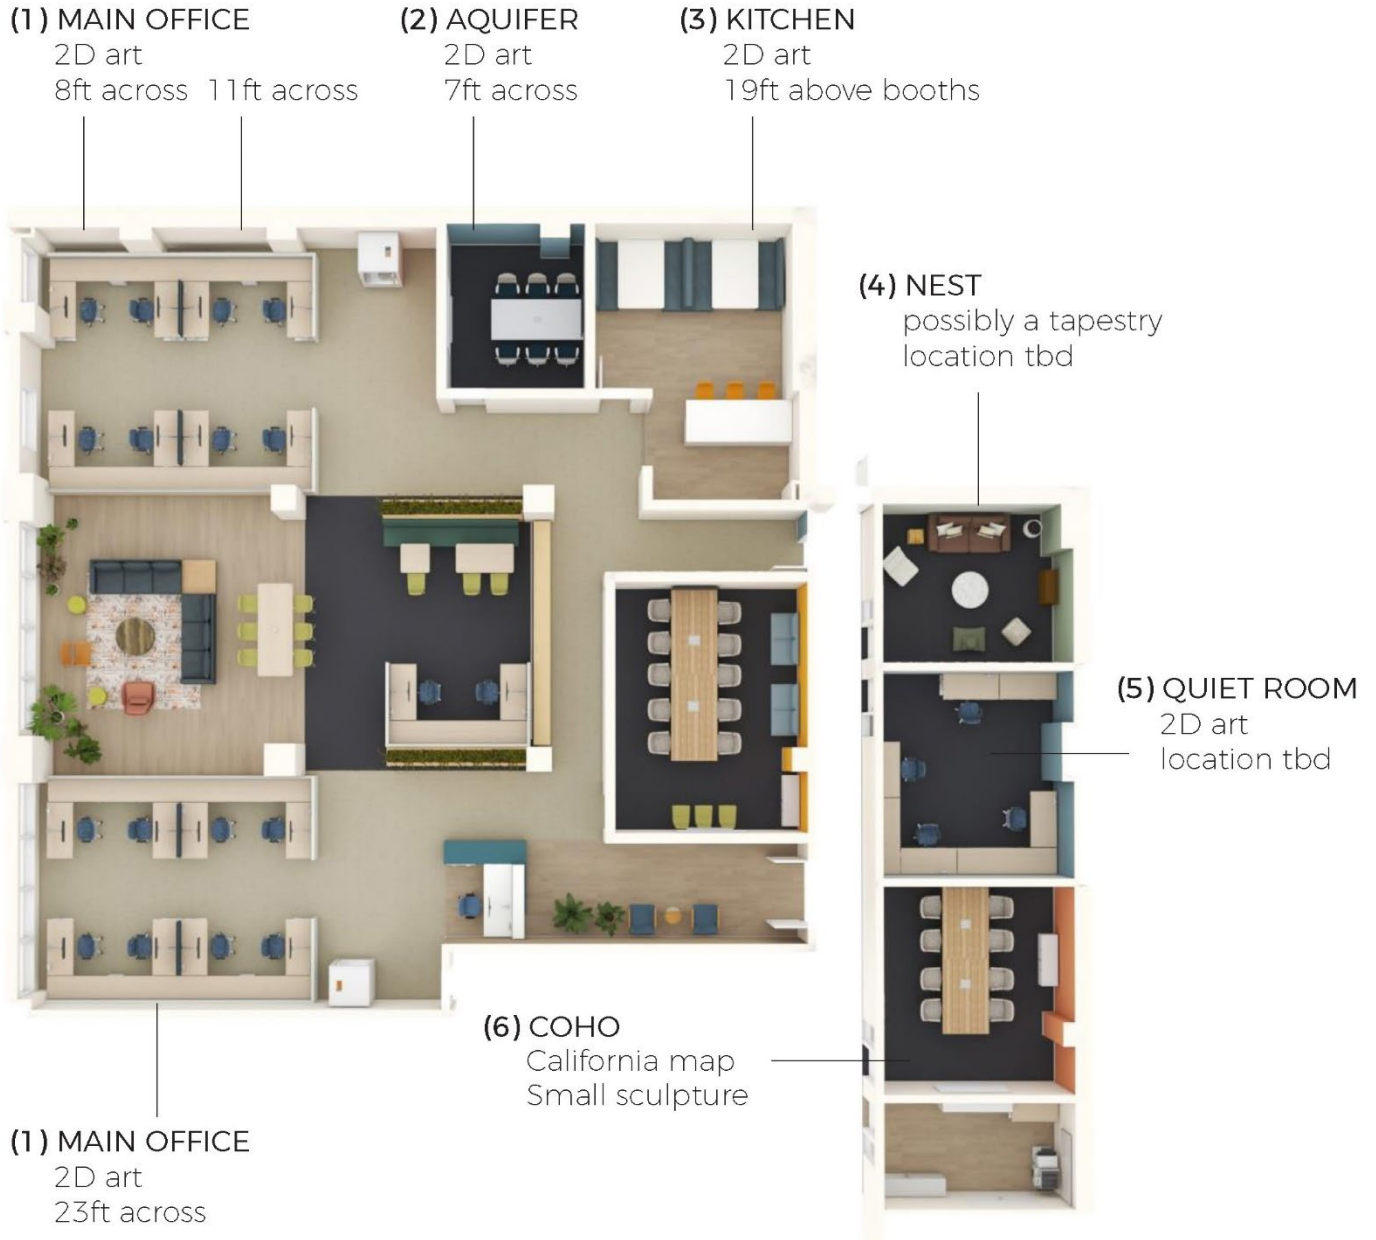 (1) MAIN OFFICE
2D art
8ft across 11ft across
(2) AQUIFER
2D art
7ft across
(3) KITCHEN
2D art
19ft above booths
(4) NEST
possibly a tapestry
location tbd
(5) QUIET ROOM
2D art
location tbd
(6) COHO
California map
Small sculpture
(1) MAIN OFFICE
2D art
23ft across